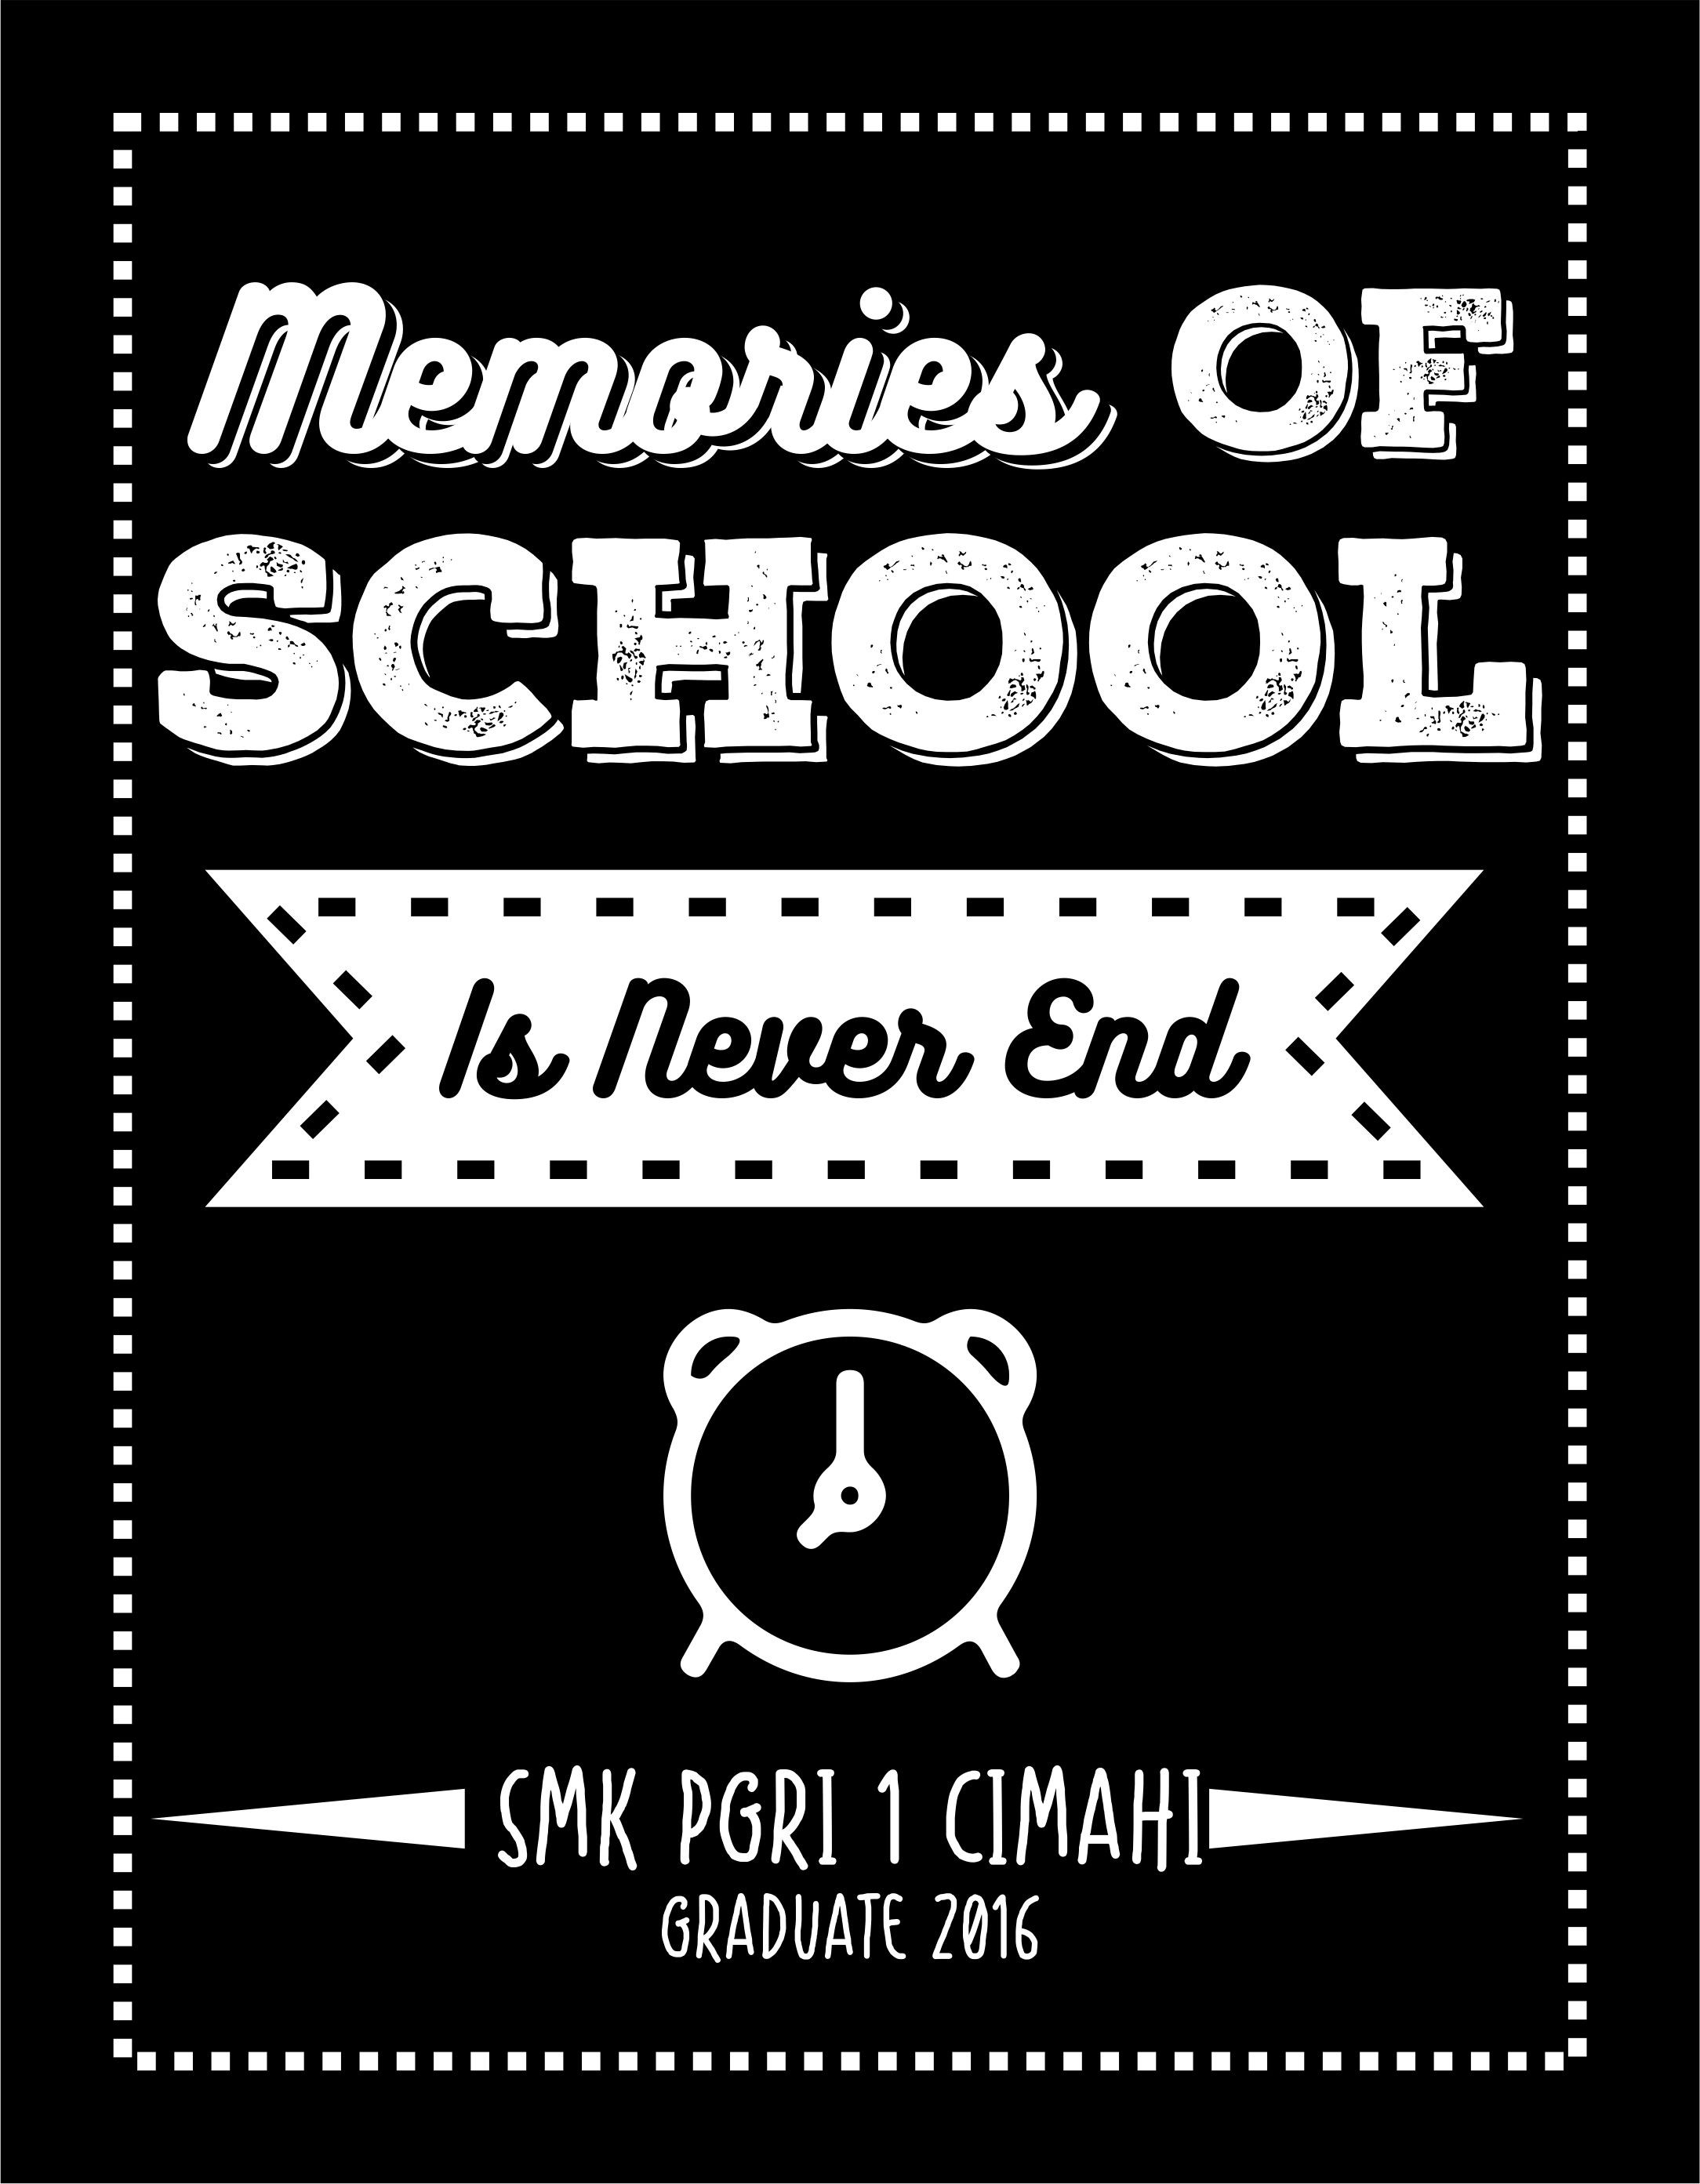 Memories OF
SCHOOL
Is Never End
SMK PGRI 1 CIMAHI
GRADUATE 2016